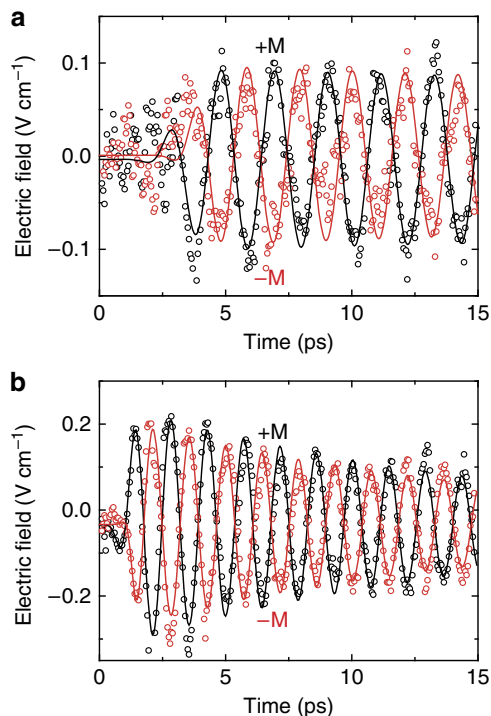 a
Electric field (V cm⁻¹)
0.1
0.0
−0.1
+M
−M
0
5
10
15
Time (ps)
b
Electric field (V cm⁻¹)
0.2
0.0
−0.2
+M
−M
0
5
10
15
Time (ps)